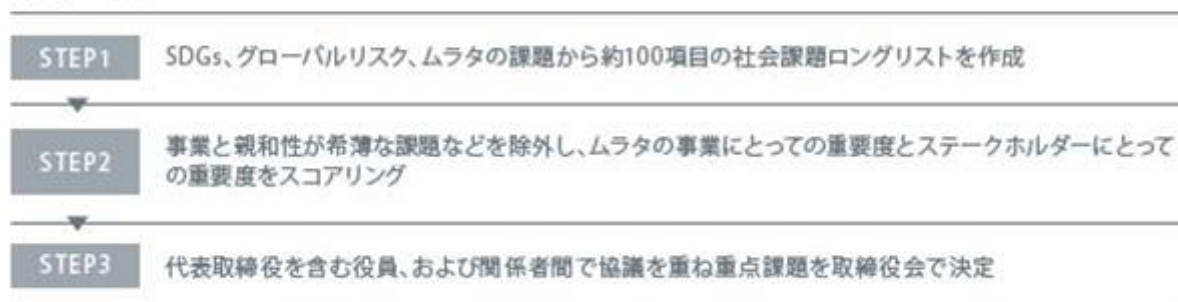 STEP1
SDGs、グローバルリスク、ムラタの課題から約100項目の社会課題ロングリストを作成
STEP2
事業と親和性が希薄な課題などを除外し、ムラタの事業にとっての重要度とステークホルダーにとって
の重要度をスコアリング
STEP3
代表取締役を含む役員、および関係者間で協議を重ね重点課題を取締役会で決定